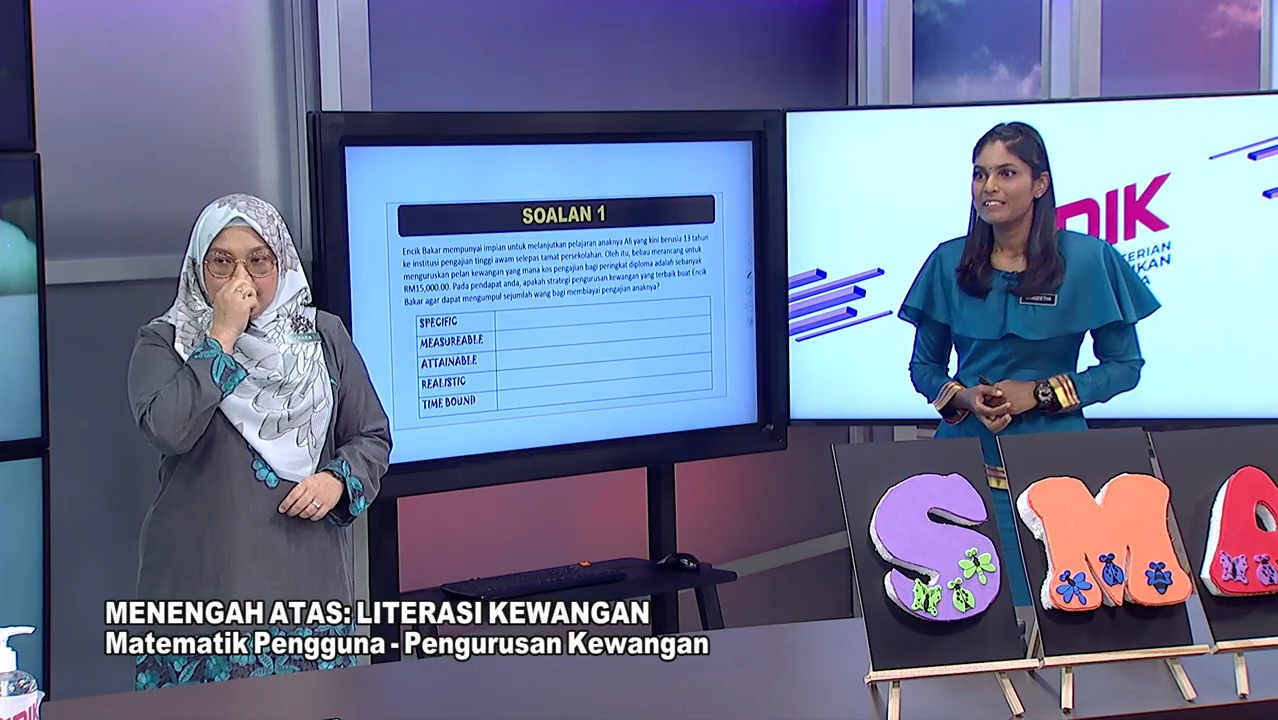 SOALAN 1
Encik Bakar mempunyai impian untuk melanjutkan pelajaran anaknya Ali yang kini berusia 13 tahun
ke institusi pengajian tinggi awam selepas tamat persekolahan. Oleh itu, beliau merancang untuk
menguruskan pelan kewangan yang mana kos pengajian bagi peringkat diploma adalah sebanyak
RM15,000.00. Pada pendapat anda, apakah strategi pengurusan kewangan yang terbaik buat Encik
Bakar agar dapat mengumpul sejumlah wang bagi membiayai pengajian anaknya?
SPECIFIC
MEASUREABLE
ATTAINABLE
REALISTIC
TIME BOUND
DIK
S M A
MENENGAH ATAS: LITERASI KEWANGAN
Matematik Pengguna - Pengurusan Kewangan